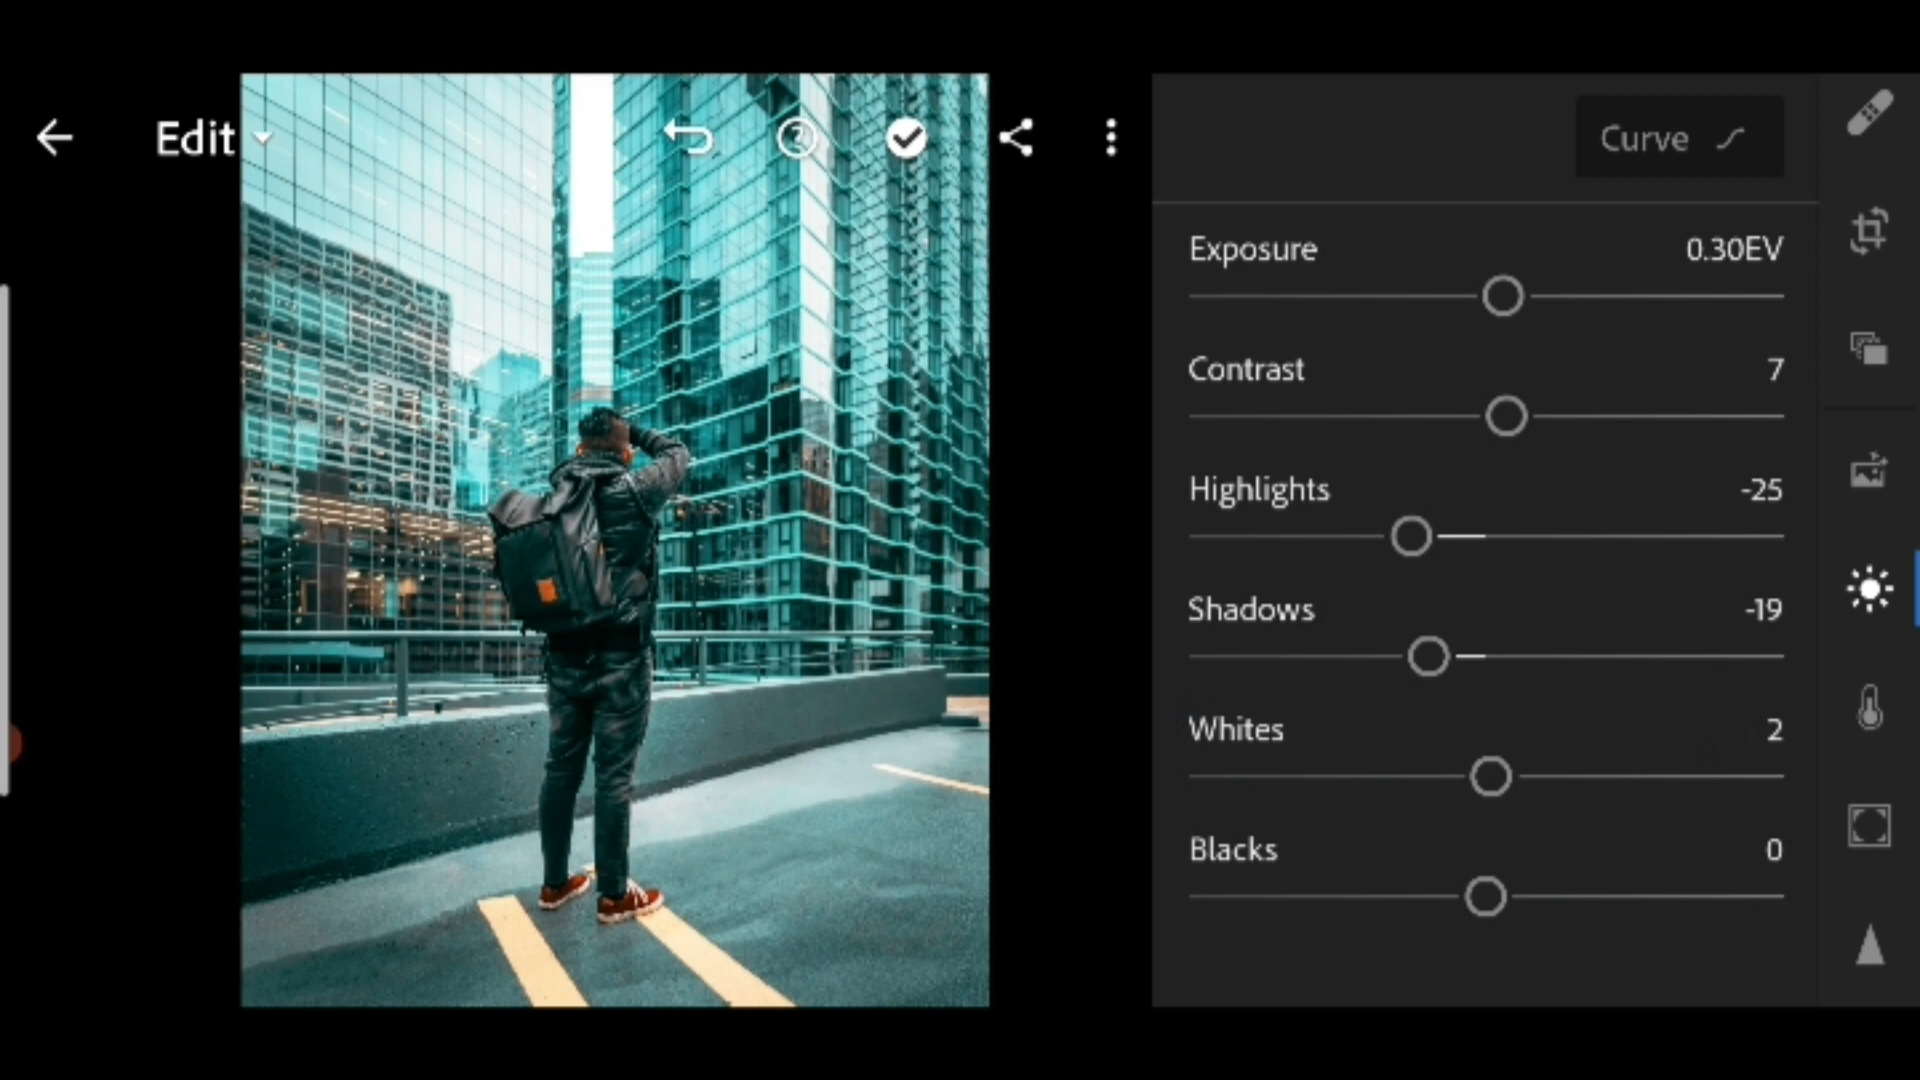 Edit
Curve
Exposure 0.30EV
Contrast 7
Highlights -25
Shadows -19
Whites 2
Blacks 0